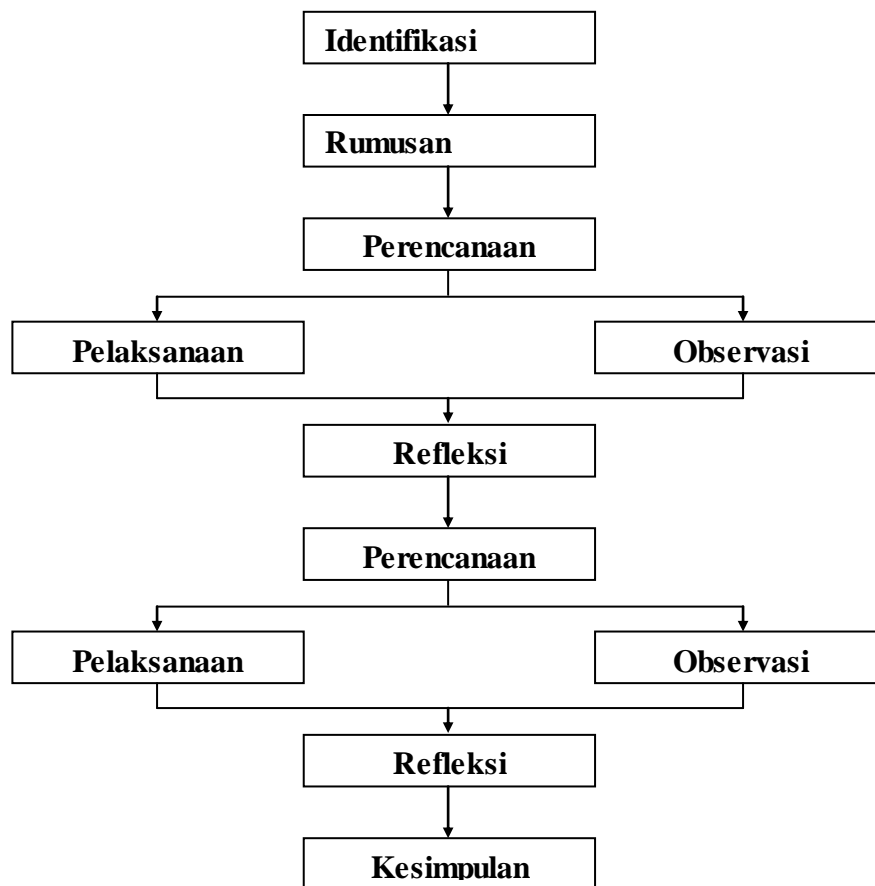 Identifikasi
Rumusan
Perencanaan
Pelaksanaan
Observasi
Refleksi
Perencanaan
Pelaksanaan
Observasi
Refleksi
Kesimpulan